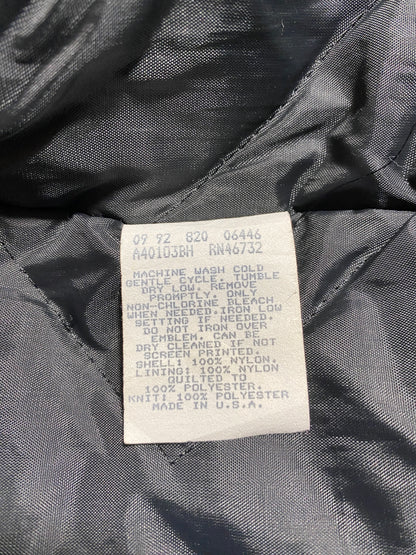 09 92 820 06446
A40103BH RN46732
MACHINE WASH COLD
GENTLE CYCLE. TUMBLE
DRY LOW. REMOVE
PROMPTLY. ONLY
NON-CHLORINE BLEACH
WHEN NEEDED.IRON LOW
SETTING IF NEEDED.
DO NOT IRON OVER
EMBLEM. CAN BE
DRY CLEANED IF NOT
SCREEN PRINTED.
SHELL: 100% NYLON.
LINING: 100% NYLON
QUILTED TO
100% POLYESTER.
KNIT: 100% POLYESTER
MADE IN U.S.A.